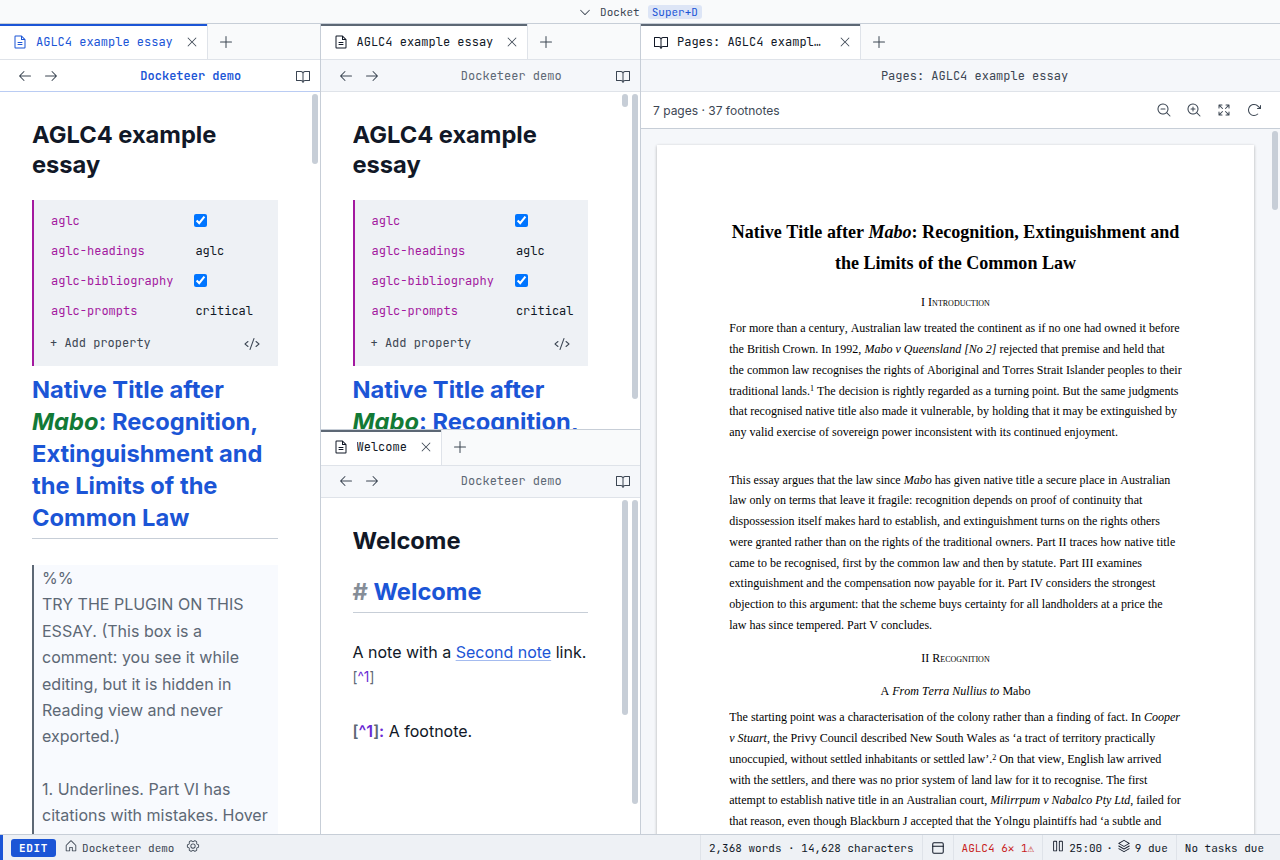 Docket Super+D
AGLC4 example essay
Docketeer demo
AGLC4 example
essay
aglc
aglc-headings aglc
aglc-bibliography
aglc-prompts critical
+ Add property </>
Native Title after
Mabo: Recognition,
Extinguishment and
the Limits of the
Common Law
%%
TRY THE PLUGIN ON THIS
ESSAY. (This box is a
comment: you see it while
editing, but it is hidden in
Reading view and never
exported.)
1. Underlines. Part VI has
citations with mistakes. Hover
AGLC4 example essay
Docketeer demo
AGLC4 example
essay
aglc
aglc-headings aglc
aglc-bibliography
aglc-prompts critical
+ Add property </>
Native Title after
Mabo: Recognition,
Welcome
Docketeer demo
Welcome
# Welcome
A note with a Second note link.
[^1]
[^1]: A footnote.
Pages: AGLC4 exampl…
Pages: AGLC4 example essay
7 pages · 37 footnotes
Native Title after Mabo: Recognition, Extinguishment and
the Limits of the Common Law
I Introduction
For more than a century, Australian law treated the continent as if no one had owned it before
the British Crown. In 1992, Mabo v Queensland [No 2] rejected that premise and held that
the common law recognises the rights of Aboriginal and Torres Strait Islander peoples to their
traditional lands.¹ The decision is rightly regarded as a turning point. But the same judgments
that recognised native title also made it vulnerable, by holding that it may be extinguished by
any valid exercise of sovereign power inconsistent with its continued enjoyment.
This essay argues that the law since Mabo has given native title a secure place in Australian
law only on terms that leave it fragile: recognition depends on proof of continuity that
dispossession itself makes hard to establish, and extinguishment turns on the rights others
were granted rather than on the rights of the traditional owners. Part II traces how native title
came to be recognised, first by the common law and then by statute. Part III examines
extinguishment and the compensation now payable for it. Part IV considers the strongest
objection to this argument: that the scheme buys certainty for all landholders at a price the
law has since tempered. Part V concludes.
II Recognition
A From Terra Nullius to Mabo
The starting point was a characterisation of the colony rather than a finding of fact. In Cooper
v Stuart, the Privy Council described New South Wales as ‘a tract of territory practically
unoccupied, without settled inhabitants or settled law’.² On that view, English law arrived
with the settlers, and there was no prior system of land law for it to recognise. The first
attempt to establish native title in an Australian court, Milirrpum v Nabalco Pty Ltd, failed for
that reason, even though Blackburn J accepted that the Yolngu plaintiffs had ‘a subtle and
EDIT Docketeer demo
2,368 words · 14,628 characters
AGLC4 6× 1⚠
25:00 · 9 due
No tasks due